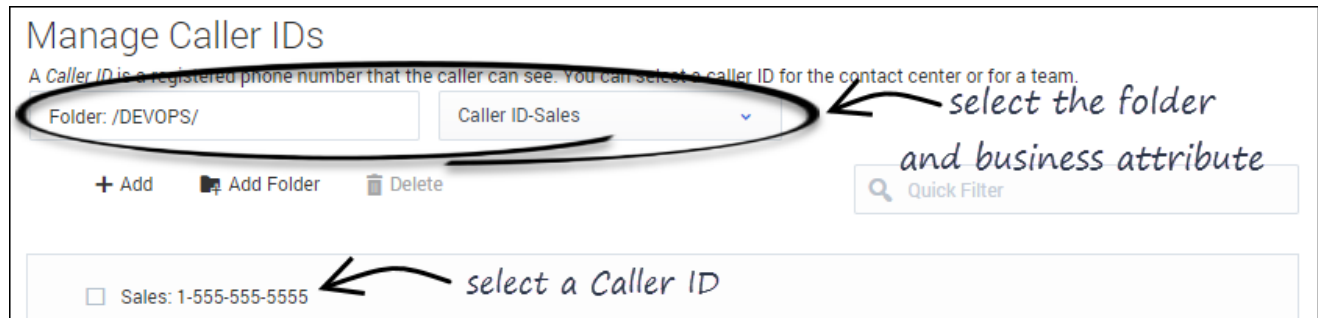 Manage Caller IDs
A Caller ID is a registered phone number that the caller can see. You can select a caller ID for the contact center or for a team.
Folder: /DEVOPS/
Caller ID-Sales
select the folder
and business attribute
+ Add
Add Folder
Delete
Quick Filter
Sales: 1-555-555-5555
select a Caller ID